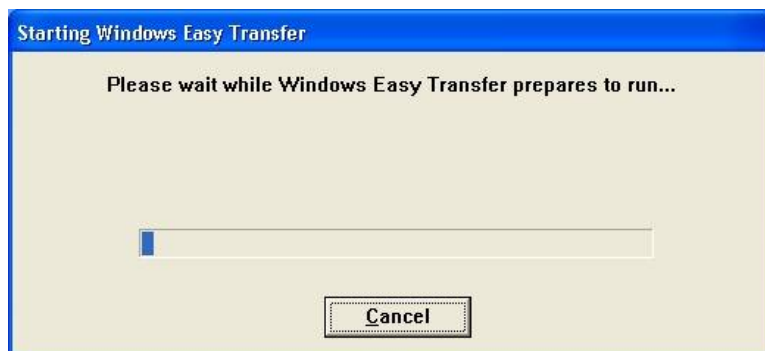 Starting Windows Easy Transfer
Please wait while Windows Easy Transfer prepares to run...
Cancel